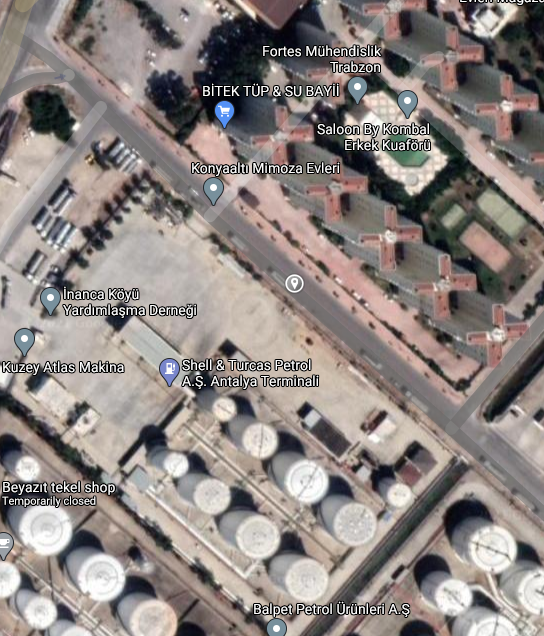 Fortes Mühendislik
Trabzon
BİTEK TÜP & SU BAYİİ
Saloon By Kombal
Erkek Kuaförü
Konyaaltı Mimoza Evleri
İnanca Köyü
Yardımlaşma Derneği
Kuzey Atlas Makina
Shell & Turcas Petrol
A.Ş. Antalya Terminali
Beyazıt tekel shop
Temporarily closed
Balpet Petrol Ürünleri A.Ş